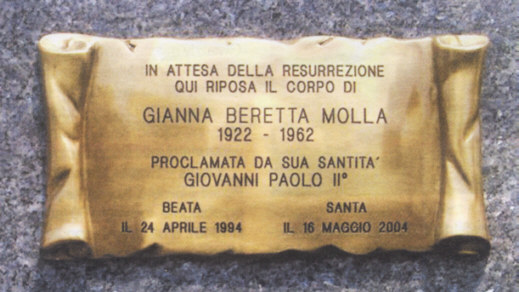 IN ATTESA DELLA RESURREZIONE
QUI RIPOSA IL CORPO DI
GIANNA BERETTA MOLLA
1922 - 1962
PROCLAMATA DA SUA SANTITA'
GIOVANNI PAOLO II°
BEATA SANTA
IL 24 APRILE 1994 IL 16 MAGGIO 2004